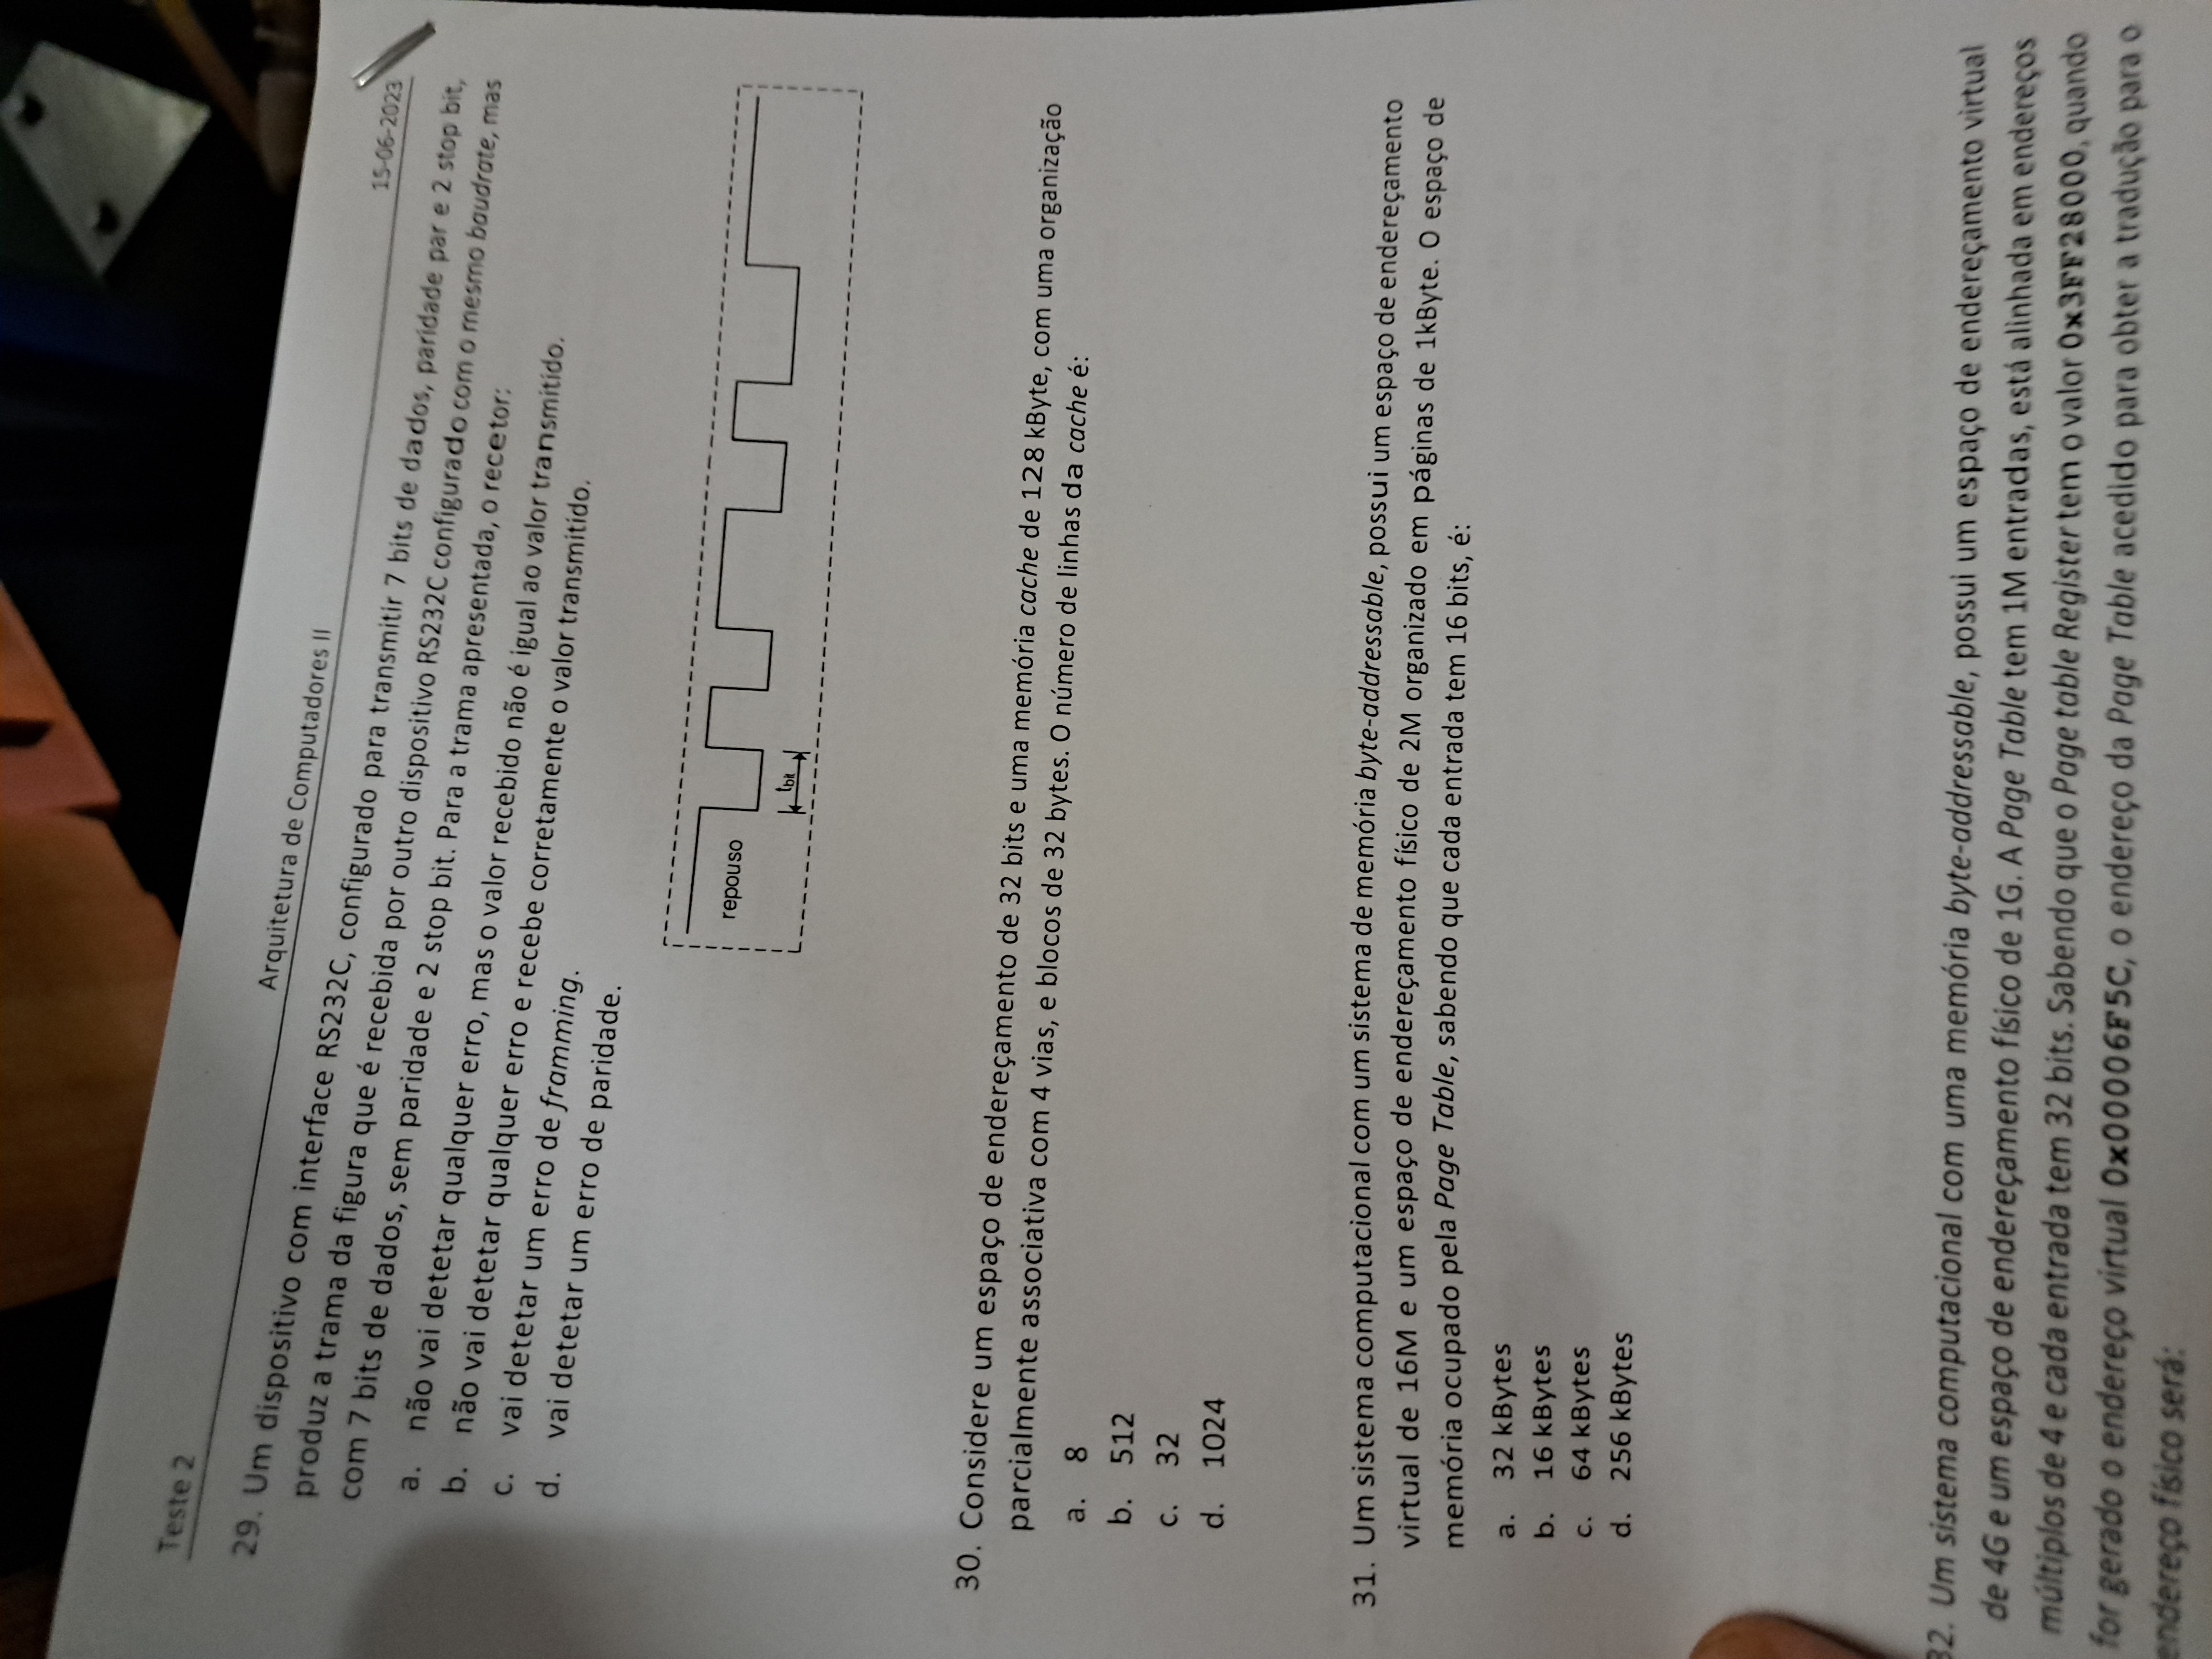 Teste 2
Arquitetura de Computadores II
15-06-2023
29. Um dispositivo com interface RS232C, configurado para transmitir 7 bits de dados, paridade par e 2 stop bit,
produz a trama da figura que é recebida por outro dispositivo RS232C configurado com o mesmo baudrate, mas
com 7 bits de dados, sem paridade e 2 stop bit. Para a trama apresentada, o recetor:
a. não vai detetar qualquer erro, mas o valor recebido não é igual ao valor transmitido.
b. não vai detetar qualquer erro e recebe corretamente o valor transmitido.
c. vai detetar um erro de framming.
d. vai detetar um erro de paridade.
repouso
tbit
30. Considere um espaço de endereçamento de 32 bits e uma memória cache de 128 kByte, com uma organização
parcialmente associativa com 4 vias, e blocos de 32 bytes. O número de linhas da cache é:
a. 8
b. 512
c. 32
d. 1024
31. Um sistema computacional com um sistema de memória byte-addressable, possui um espaço de endereçamento
virtual de 16M e um espaço de endereçamento físico de 2M organizado em páginas de 1kByte. O espaço de
memória ocupado pela Page Table, sabendo que cada entrada tem 16 bits, é:
a. 32 kBytes
b. 16 kBytes
c. 64 kBytes
d. 256 kBytes
32. Um sistema computacional com uma memória byte-addressable, possui um espaço de endereçamento virtual
de 4G e um espaço de endereçamento físico de 1G. A Page Table tem 1M entradas, está alinhada em endereços
múltiplos de 4 e cada entrada tem 32 bits. Sabendo que o Page table Register tem o valor 0x3FF28000, quando
for gerado o endereço virtual 0x00006F5C, o endereço da Page Table acedido para obter a tradução para o
endereço físico será: